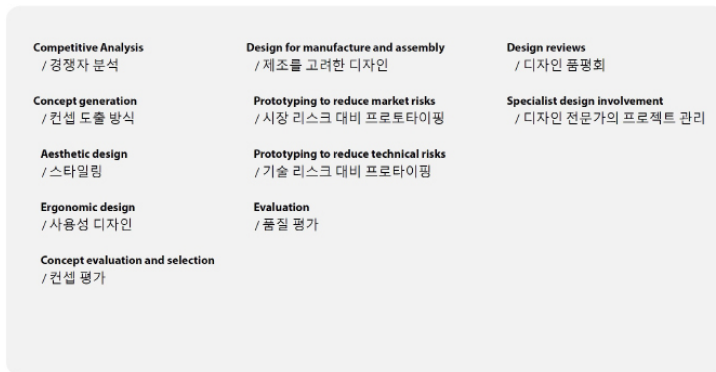 Competitive Analysis
/ 경쟁자 분석
Concept generation
/ 컨셉 도출 방식
Aesthetic design
/ 스타일링
Ergonomic design
/ 사용성 디자인
Concept evaluation and selection
/ 컨셉 평가
Design for manufacture and assembly
/ 제조를 고려한 디자인
Prototyping to reduce market risks
/ 시장 리스크 대비 프로토타이핑
Prototyping to reduce technical risks
/ 기술 리스크 대비 프로타이핑
Evaluation
/ 품질 평가
Design reviews
/ 디자인 품평회
Specialist design involvement
/ 디자인 전문가의 프로젝트 관리